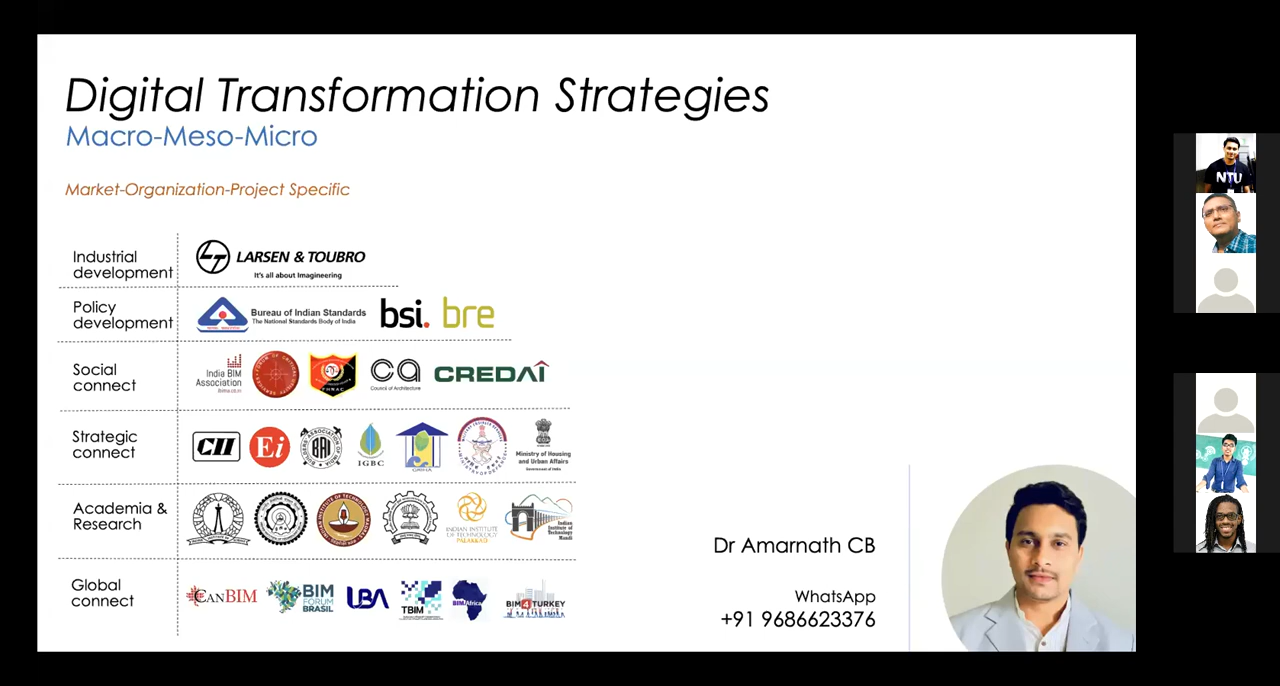 Digital Transformation Strategies
Macro-Meso-Micro
Market-Organization-Project Specific
Industrial
development
LARSEN & TOUBRO
It's all about Imagineering
Policy
development
Bureau of Indian Standards
The National Standards Body of India
bsi.
bre
Social
connect
India BIM
Association
ca
Council of Architecture
CREDAI
Strategic
connect
CII
Ei
BAI
IGBC
GRIHA
Ministry of Housing
and Urban Affairs
Government of India
Academia &
Research
INDIAN INSTITUTE
OF TECHNOLOGY
PALAKKAD
Indian
Institute of
Technology
Mandi
Global
connect
CanBIM
BIM
FORUM
BRASIL
LBA
TBIM
BIM Africa
BIM4TURKEY
Dr Amarnath CB
WhatsApp
+91 9686623376
NTU